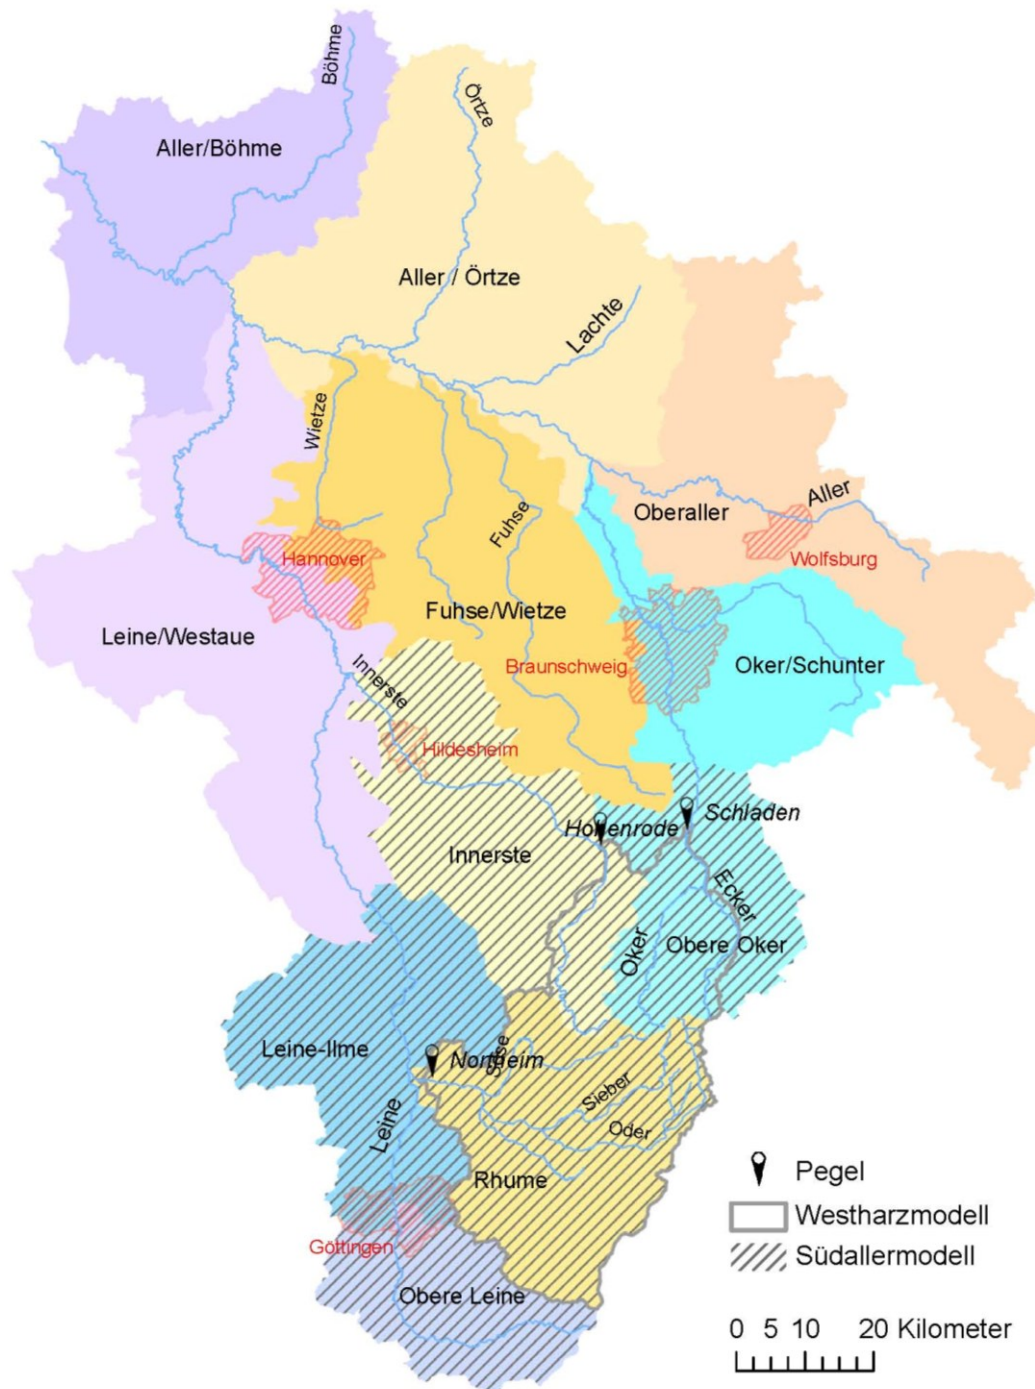 Böhme
Örtze
Aller/Böhme
Aller / Örtze
Lachte
Wietze
Fuhse
Aller
Oberaller
Hannover
Wolfsburg
Fuhse/Wietze
Leine/Westaue
Braunschweig
Oker/Schunter
Innerste
Hildesheim
Schladen
Hohenrode
Innerste
Ecker
Oker
Obere Oker
Leine-Ilme
Söse
Northeim
Sieber
Leine
Oder
Rhume
Pegel
Westharzmodell
Göttingen
Südallermodell
Obere Leine
0 5 10 20 Kilometer